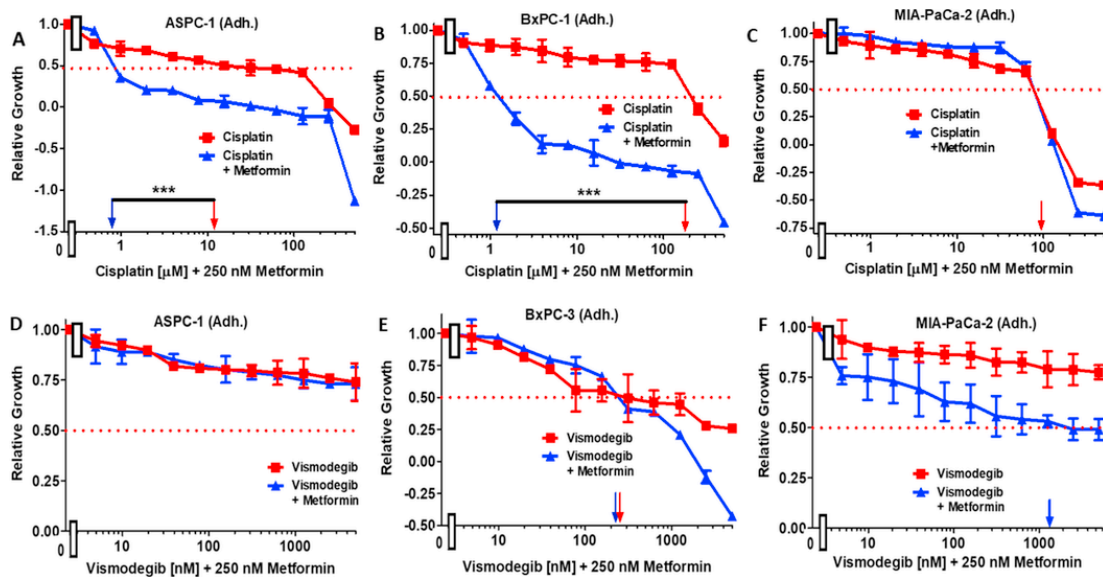 A
ASPC-1 (Adh.)
Relative Growth
1.0
0.5
0.0
-0.5
-1.0
-1.5
Cisplatin
Cisplatin
+ Metformin
***
0
1
10
100
Cisplatin [µM] + 250 nM Metformin
B
BxPC-1 (Adh.)
Relative Growth
1.00
0.75
0.50
0.25
0.00
-0.25
-0.50
Cisplatin
Cisplatin
+ Metformin
***
0
1
10
100
Cisplatin [µM] + 250 nM Metformin
C
MIA-PaCa-2 (Adh.)
Relative Growth
1.00
0.75
0.50
0.25
0.00
-0.25
-0.50
-0.75
Cisplatin
Cisplatin
+Metformin
0
1
10
100
Cisplatin [µM] + 250 nM Metformin
D
ASPC-1 (Adh.)
Relative Growth
1.00
0.75
0.50
0.25
0.00
Vismodegib
Vismodegib
+ Metformin
0
10
100
1000
Vismodegib [nM] + 250 nM Metformin
E
BxPC-3 (Adh.)
Relative Growth
1.00
0.75
0.50
0.25
0.00
-0.25
-0.50
Vismodegib
Vismodegib
+ Metformin
0
10
100
1000
Vismodegib [nM] + 250 nM Metformin
F
MIA-PaCa-2 (Adh.)
Relative Growth
1.00
0.75
0.50
0.25
0.00
Vismodegib
Vismodegib
+ Metformin
0
10
100
1000
Vismodegib [nM] + 250 nM Metformin